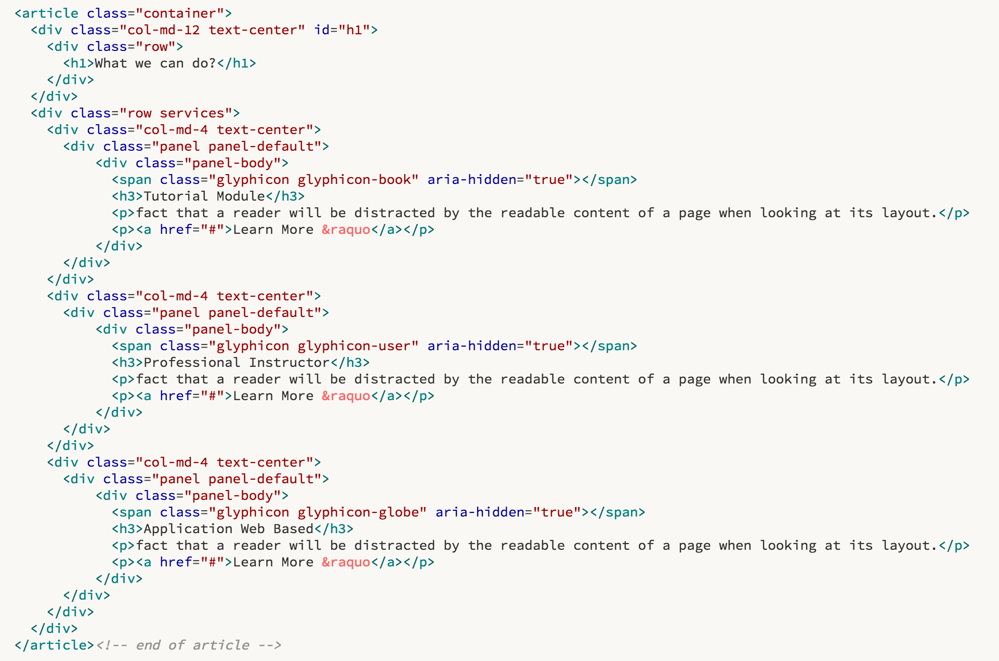 <article class="container">
  <div class="col-md-12 text-center" id="h1">
    <div class="row">
      <h1>What we can do?</h1>
    </div>
  </div>
  <div class="row services">
    <div class="col-md-4 text-center">
      <div class="panel panel-default">
          <div class="panel-body">
            <span class="glyphicon glyphicon-book" aria-hidden="true"></span>
            <h3>Tutorial Module</h3>
            <p>fact that a reader will be distracted by the readable content of a page when looking at its layout.</p>
            <p><a href="#">Learn More &raquo</a></p>
          </div>
      </div>
    </div>
    <div class="col-md-4 text-center">
      <div class="panel panel-default">
          <div class="panel-body">
            <span class="glyphicon glyphicon-user" aria-hidden="true"></span>
            <h3>Professional Instructor</h3>
            <p>fact that a reader will be distracted by the readable content of a page when looking at its layout.</p>
            <p><a href="#">Learn More &raquo</a></p>
          </div>
      </div>
    </div>
    <div class="col-md-4 text-center">
      <div class="panel panel-default">
          <div class="panel-body">
            <span class="glyphicon glyphicon-globe" aria-hidden="true"></span>
            <h3>Application Web Based</h3>
            <p>fact that a reader will be distracted by the readable content of a page when looking at its layout.</p>
            <p><a href="#">Learn More &raquo</a></p>
          </div>
      </div>
    </div>
  </div>
</article><!-- end of article -->